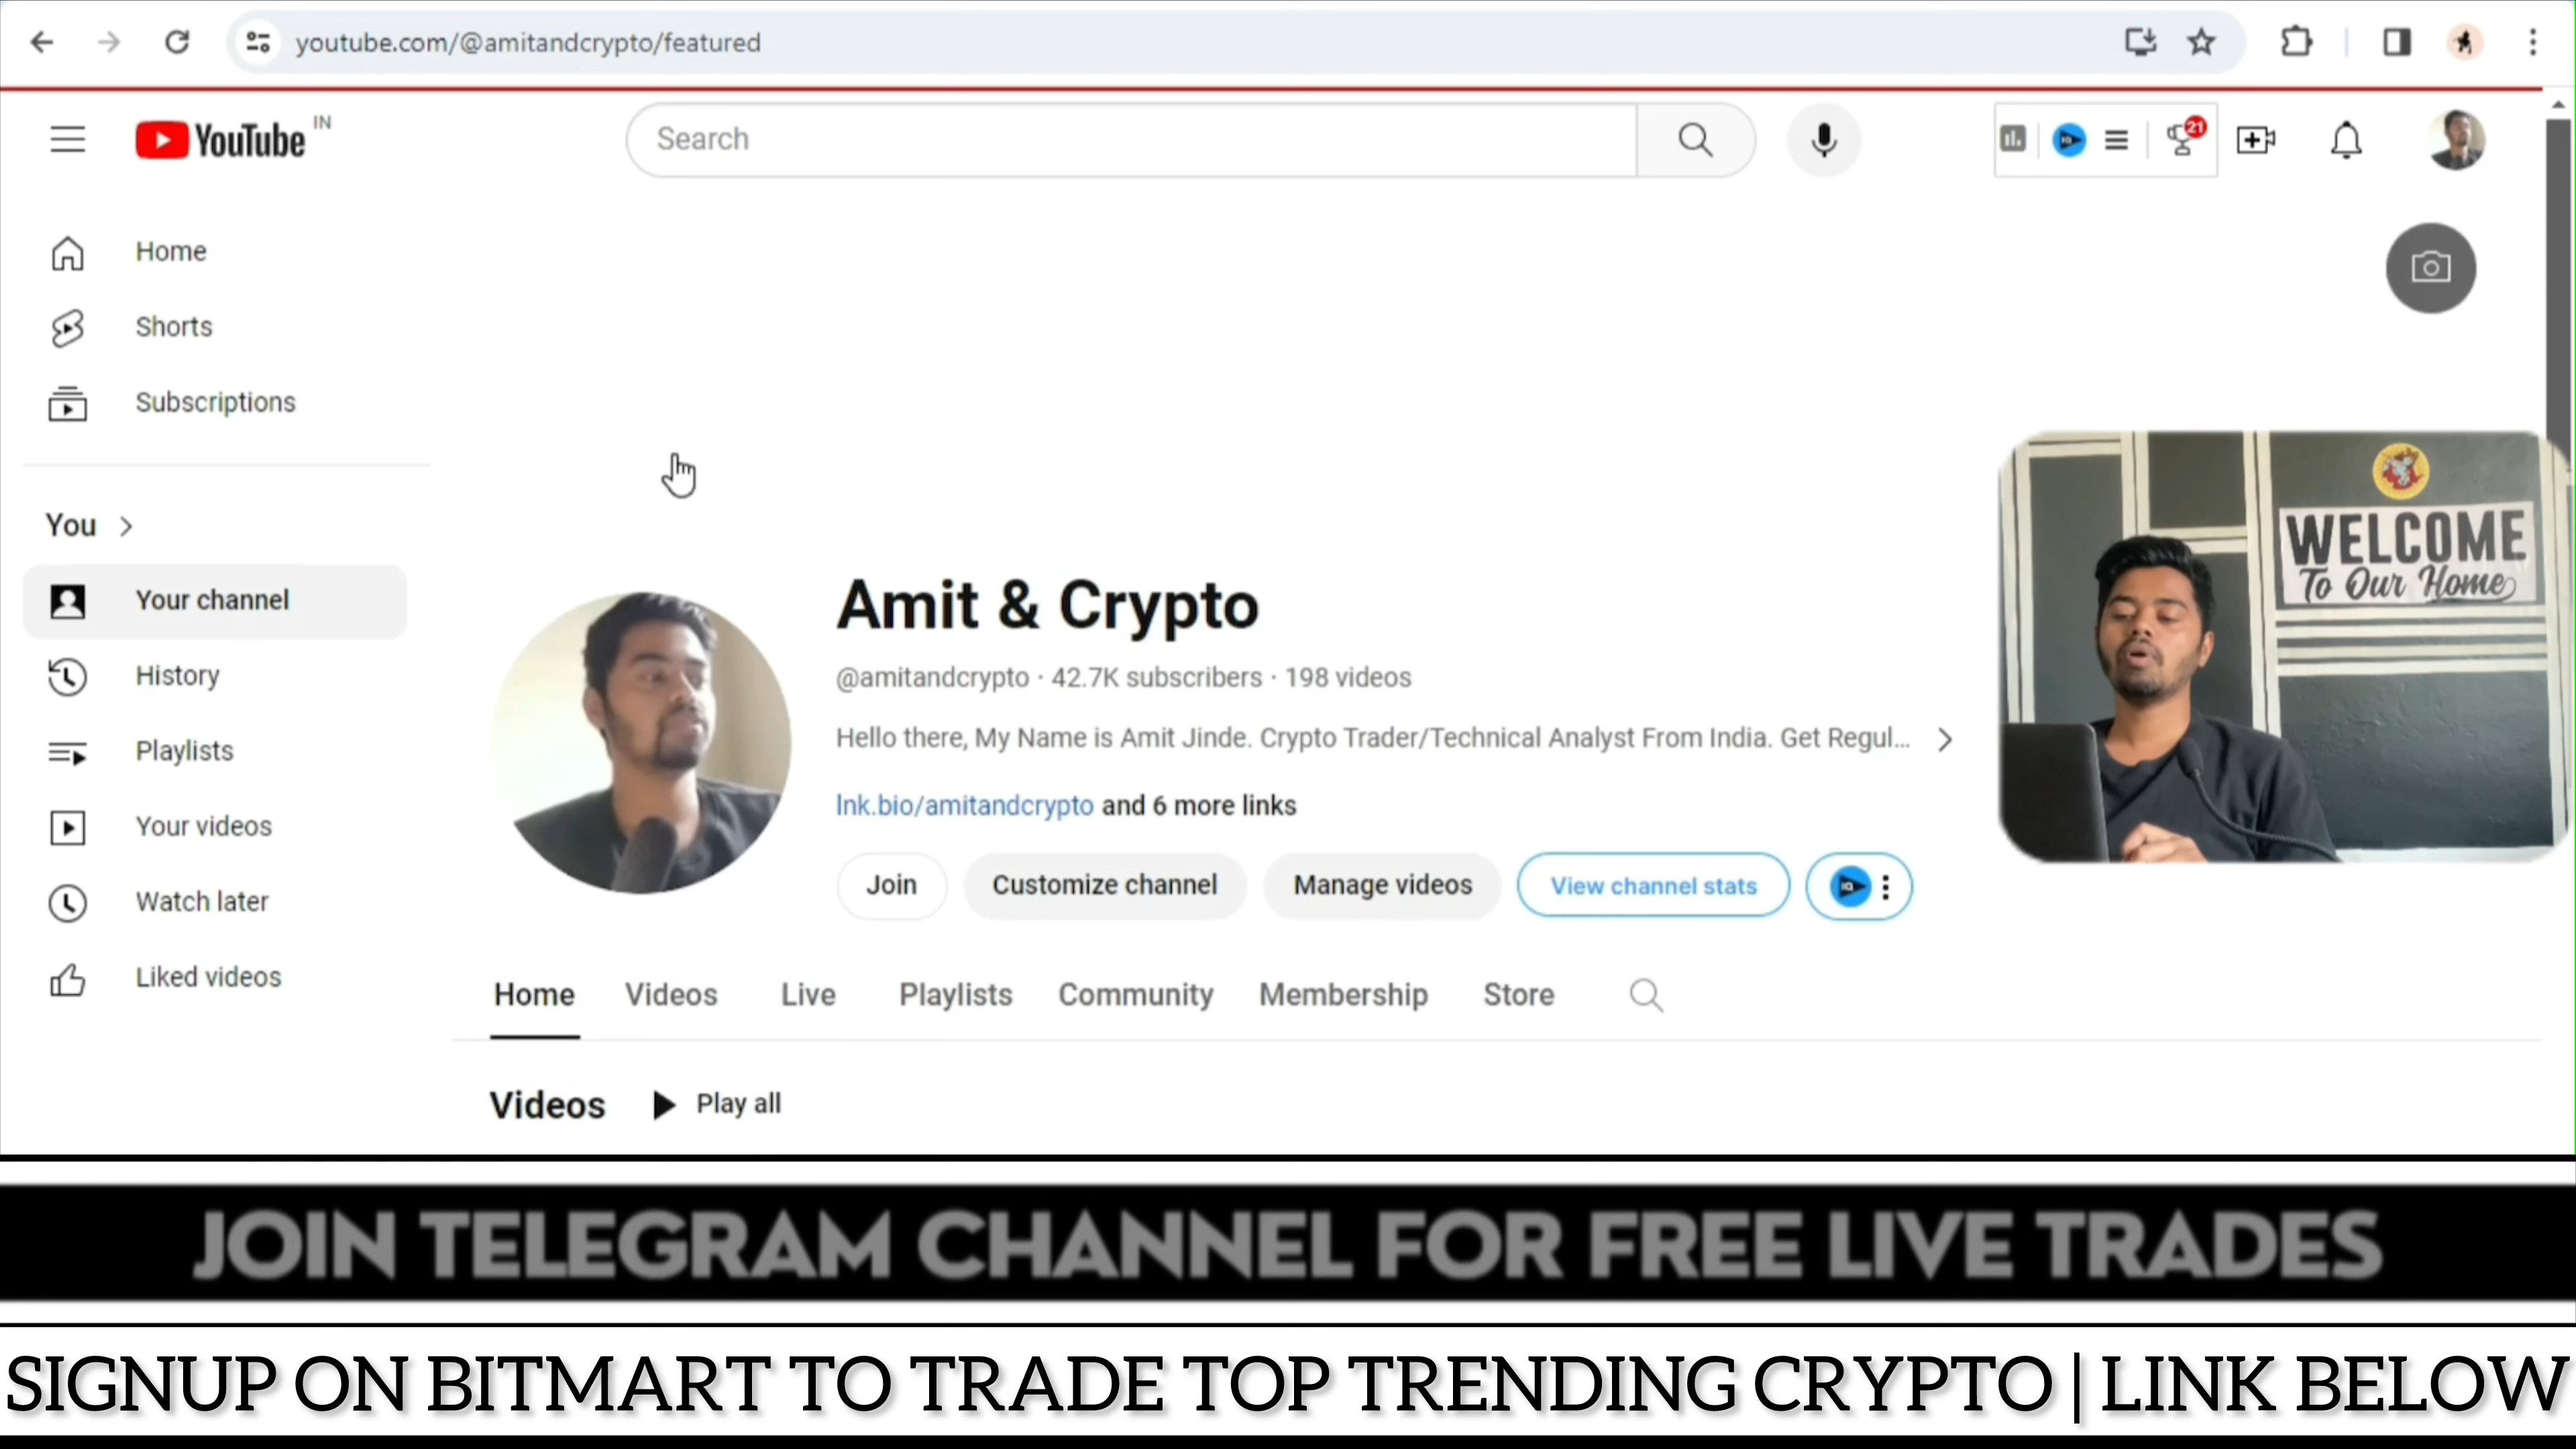 youtube.com/@amitandcrypto/featured
YouTube IN
Search
21
Home
Shorts
Subscriptions
You
Your channel
History
Playlists
Your videos
Watch later
Liked videos
Amit & Crypto
@amitandcrypto · 42.7K subscribers · 198 videos
Hello there, My Name is Amit Jinde. Crypto Trader/Technical Analyst From India. Get Regul...
lnk.bio/amitandcrypto and 6 more links
Join Customize channel Manage videos View channel stats
Home Videos Live Playlists Community Membership Store
Videos Play all
WELCOME
To Our Home
JOIN TELEGRAM CHANNEL FOR FREE LIVE TRADES
SIGNUP ON BITMART TO TRADE TOP TRENDING CRYPTO | LINK BELOW